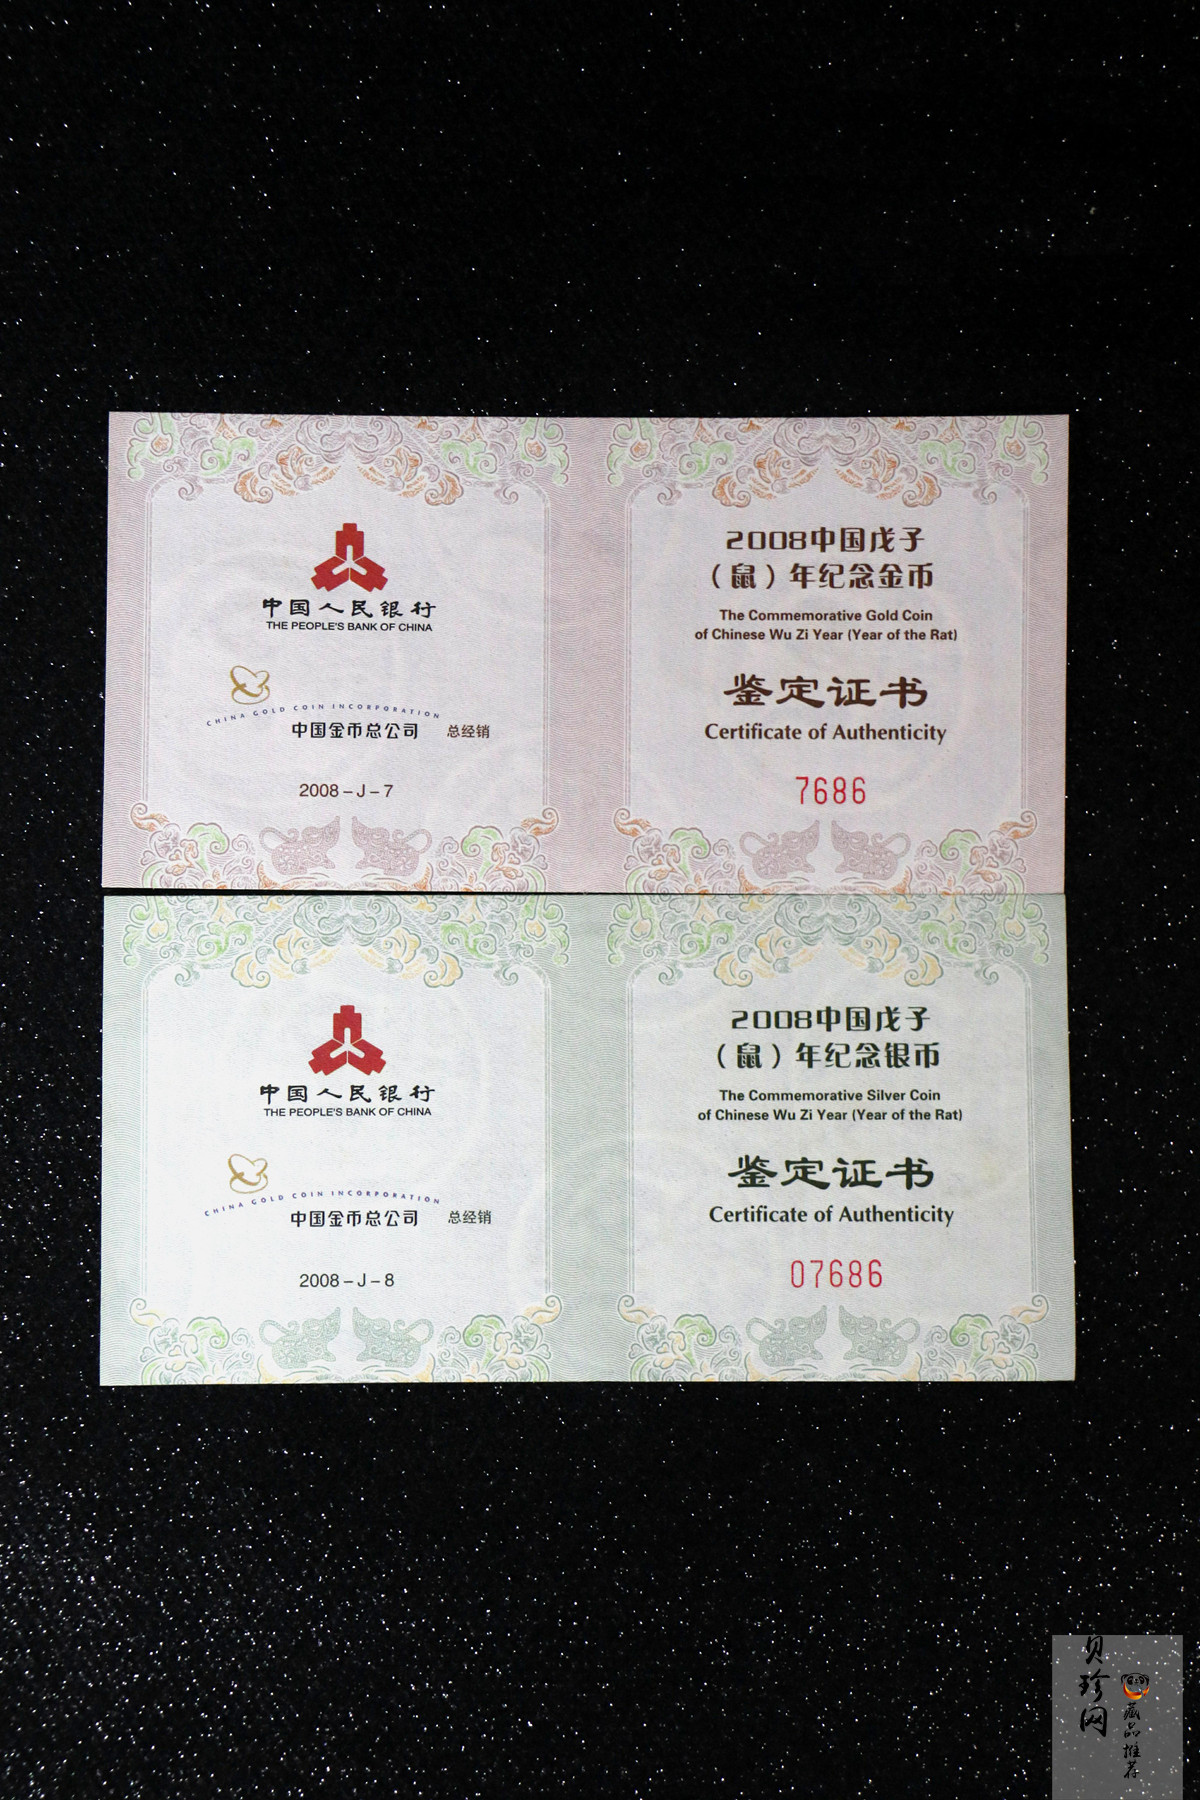 中国人民银行
THE PEOPLE'S BANK OF CHINA
CHINA GOLD COIN INCORPORATION
中国金币总公司 总经销
2008-J-7
2008中国戊子
（鼠）年纪念金币
The Commemorative Gold Coin
of Chinese Wu Zi Year (Year of the Rat)
鉴定证书
Certificate of Authenticity
7686
中国人民银行
THE PEOPLE'S BANK OF CHINA
CHINA GOLD COIN INCORPORATION
中国金币总公司 总经销
2008-J-8
2008中国戊子
（鼠）年纪念银币
The Commemorative Silver Coin
of Chinese Wu Zi Year (Year of the Rat)
鉴定证书
Certificate of Authenticity
07686
贝珍网
藏品推荐